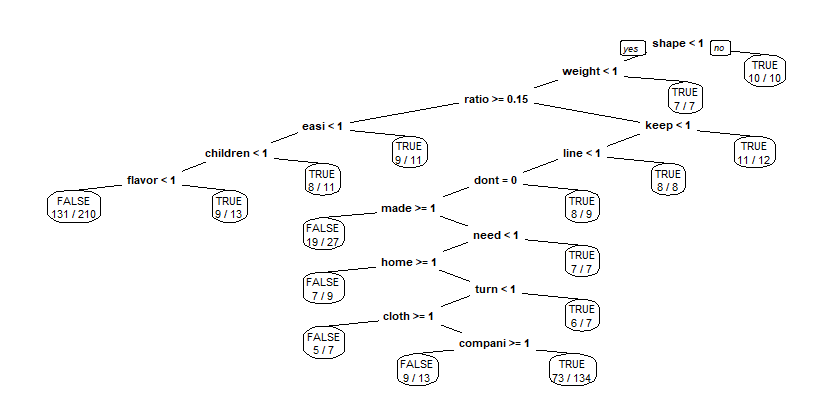 yes shape < 1 no
weight < 1
TRUE
10 / 10
ratio >= 0.15
TRUE
7 / 7
easi < 1
keep < 1
children < 1
TRUE
9 / 11
line < 1
TRUE
11 / 12
flavor < 1
TRUE
8 / 11
dont = 0
TRUE
8 / 8
FALSE
131 / 210
TRUE
9 / 13
made >= 1
TRUE
8 / 9
FALSE
19 / 27
need < 1
home >= 1
TRUE
7 / 7
FALSE
7 / 9
turn < 1
cloth >= 1
TRUE
6 / 7
FALSE
5 / 7
compani >= 1
FALSE
9 / 13
TRUE
73 / 134